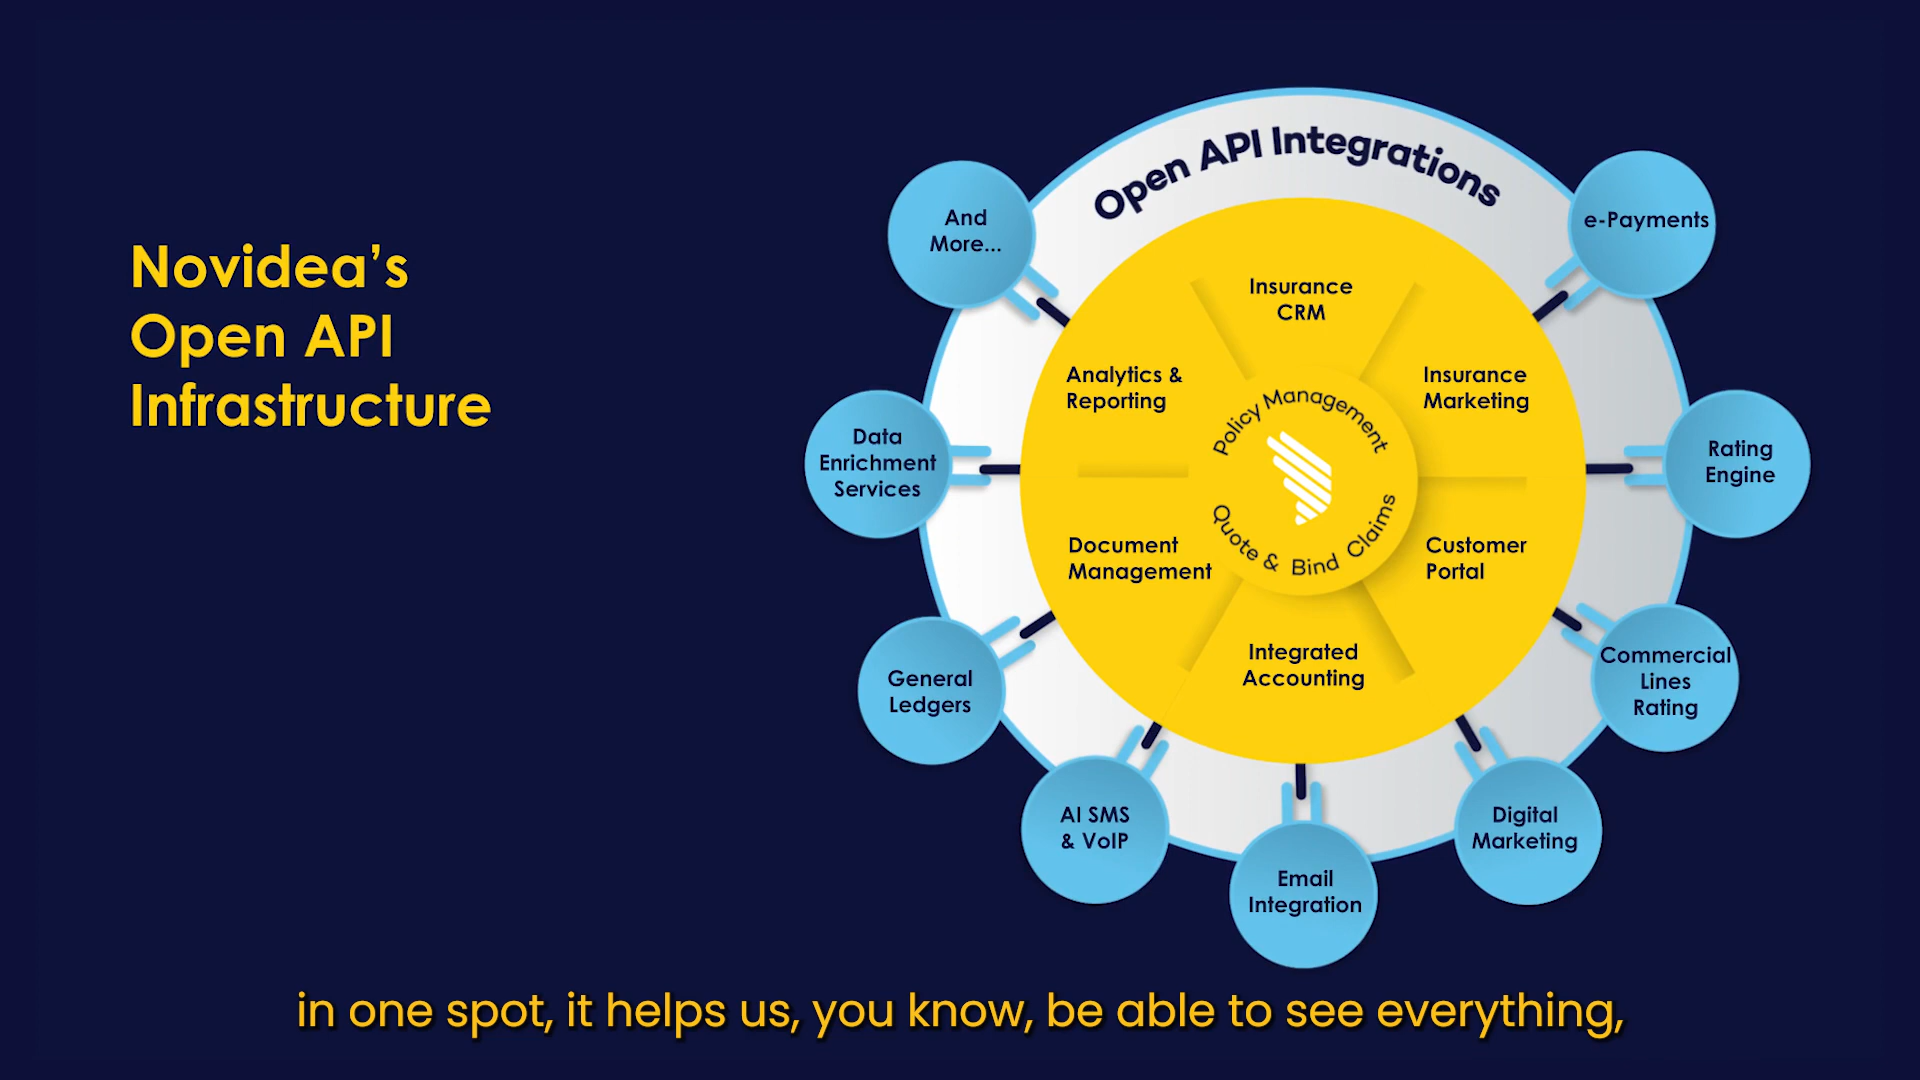 Novidea’s
Open API
Infrastructure
Open API Integrations
And
More...
e-Payments
Insurance
CRM
Analytics &
Reporting
Insurance
Marketing
Policy Management
Data
Enrichment
Services
Rating
Engine
Quote & Bind Claims
Document
Management
Customer
Portal
Integrated
Accounting
General
Ledgers
Commercial
Lines
Rating
AI SMS
& VoIP
Digital
Marketing
Email
Integration
in one spot, it helps us, you know, be able to see everything,